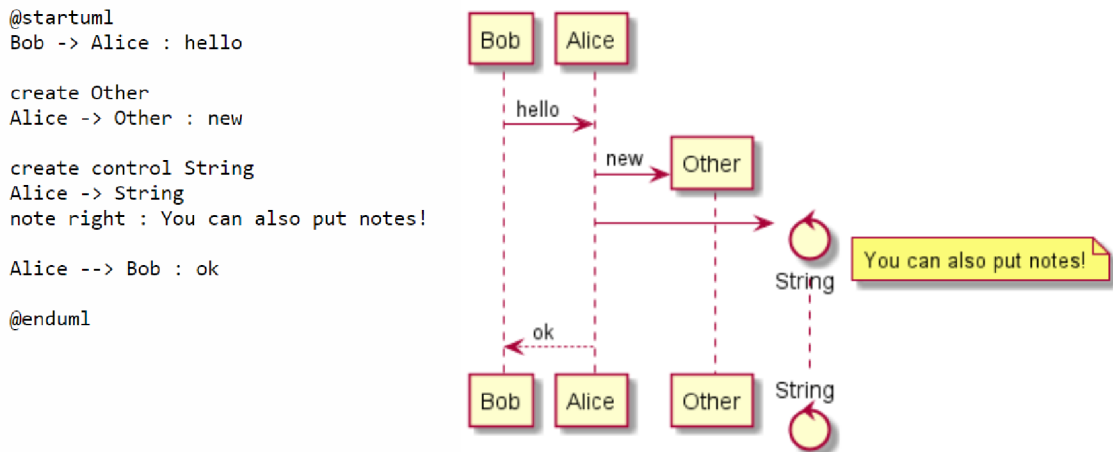 @startuml
Bob -> Alice : hello
create Other
Alice -> Other : new
create control String
Alice -> String
note right : You can also put notes!
Alice --> Bob : ok
@enduml
Bob Alice
hello
new Other
You can also put notes!
String
ok
Bob Alice Other String